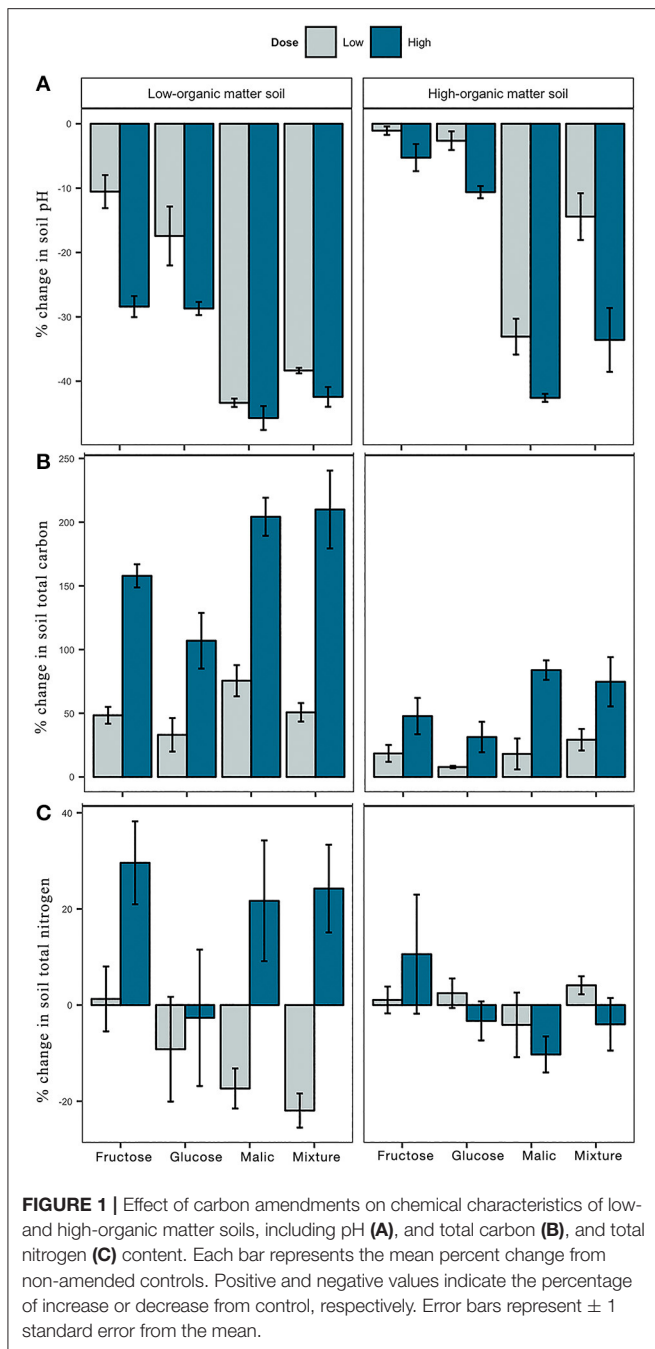 Dose Low High
A
Low-organic matter soil
High-organic matter soil
% change in soil pH
0
-10
-20
-30
-40
B
% change in soil total carbon
250
200
150
100
50
0
C
% change in soil total nitrogen
40
20
0
-20
Fructose Glucose Malic Mixture
Fructose Glucose Malic Mixture
FIGURE 1 | Effect of carbon amendments on chemical characteristics of low-
and high-organic matter soils, including pH (A), and total carbon (B), and total
nitrogen (C) content. Each bar represents the mean percent change from
non-amended controls. Positive and negative values indicate the percentage
of increase or decrease from control, respectively. Error bars represent ± 1
standard error from the mean.